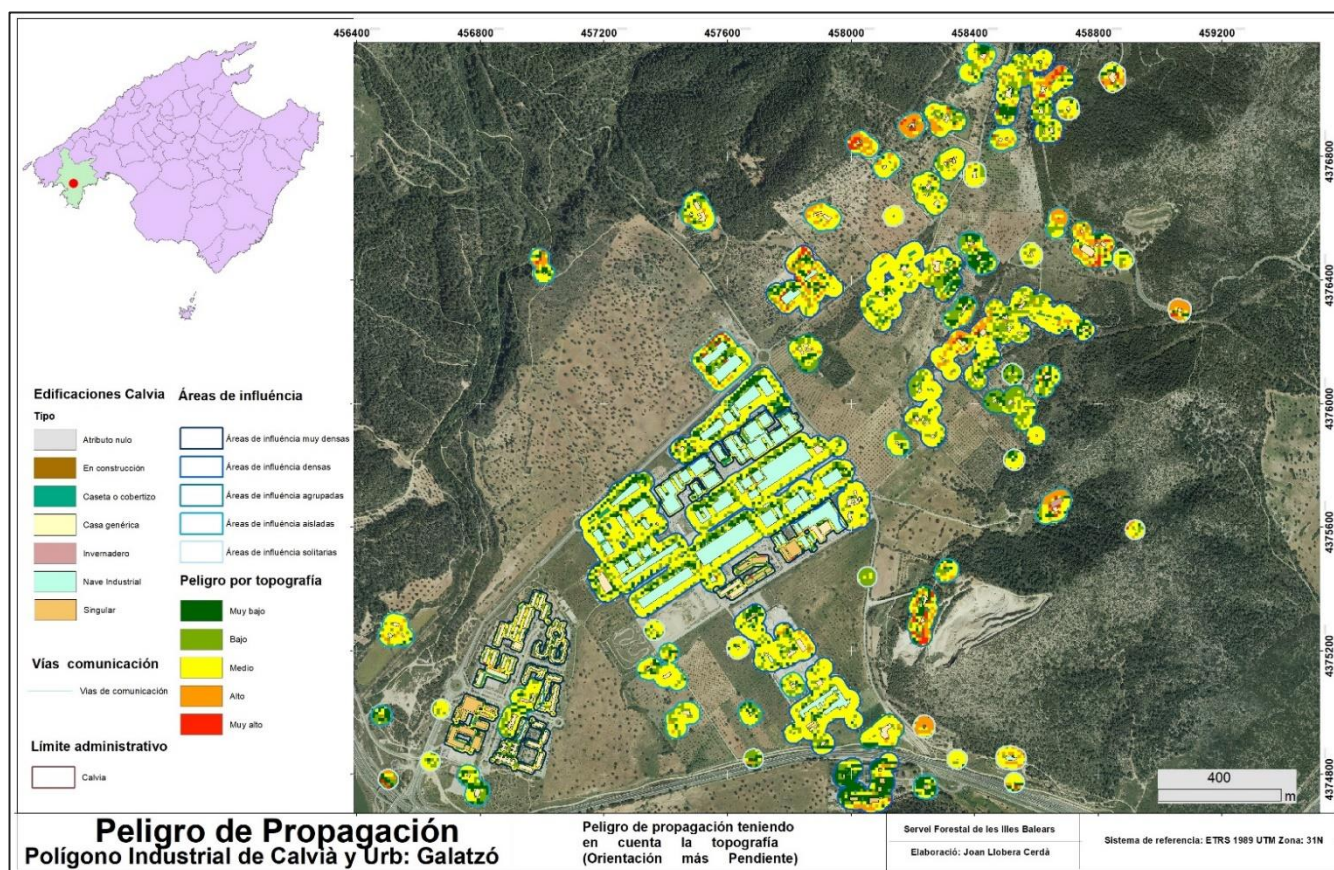 456400
456800
457200
457600
458000
458400
458800
459200
4376800
4376400
4376000
4375600
4375200
4374800
Edificaciones Calvia
Tipo
Atributo nulo
En construcción
Caseta o cobertizo
Casa genérica
Invernadero
Nave Industrial
Singular
Vías comunicación
Vias de comunicación
Límite administrativo
Calvia
Áreas de influéncia
Áreas de influéncia muy densas
Áreas de influéncia densas
Áreas de influéncia agrupadas
Áreas de influéncia aisladas
Áreas de influéncia solitarias
Peligro por topografía
Muy bajo
Bajo
Medio
Alto
Muy alto
400
m
Peligro de Propagación
Polígono Industrial de Calvià y Urb: Galatzó
Peligro de propagación teniendo
en cuenta la topografía
(Orientación más Pendiente)
Servei Forestal de les Illes Balears
Elaboració: Joan Llobera Cerdà
Sistema de referencia: ETRS 1989 UTM Zona: 31N